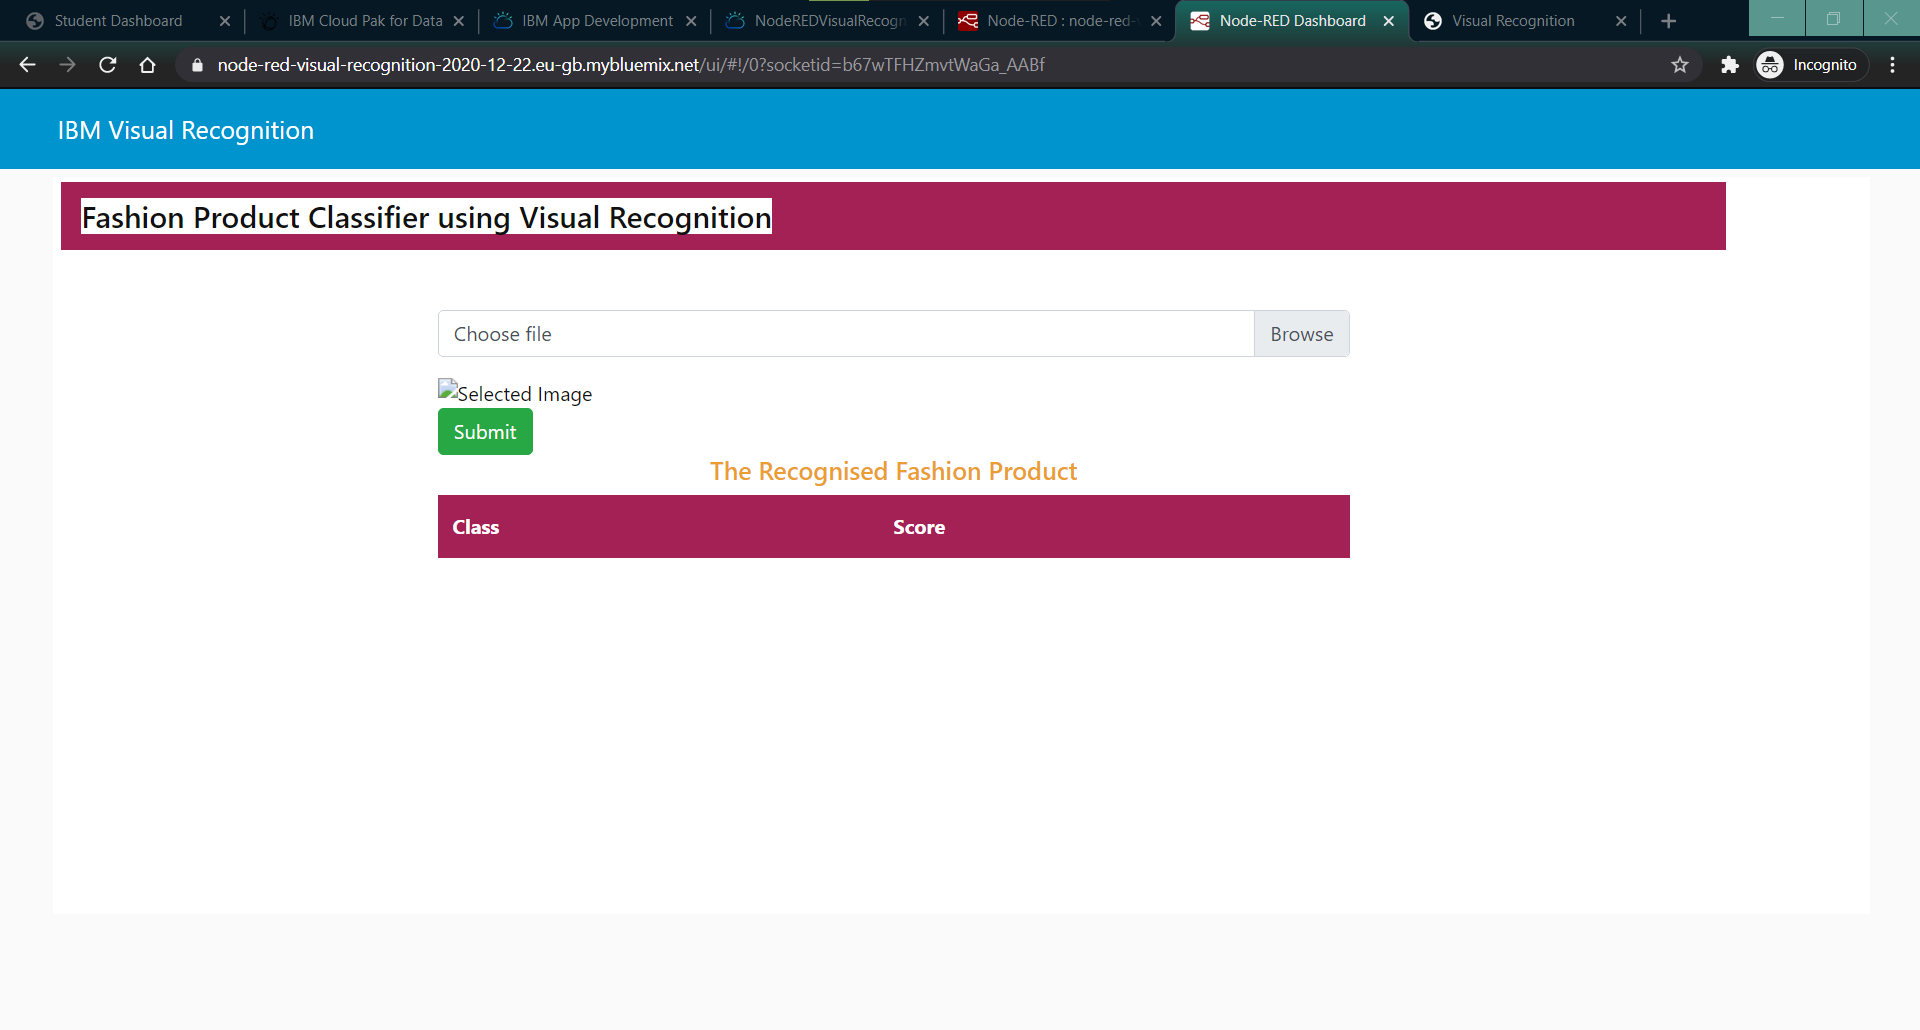 Student Dashboard
IBM Cloud Pak for Data
IBM App Development
NodeREDVisualRecogn
Node-RED : node-red-v
Node-RED Dashboard
Visual Recognition
node-red-visual-recognition-2020-12-22.eu-gb.mybluemix.net/ui/#!/0?socketid=b67wTFHZmvtWaGa_AABf
Incognito
IBM Visual Recognition
Fashion Product Classifier using Visual Recognition
Choose file
Browse
Selected Image
Submit
The Recognised Fashion Product
Class
Score